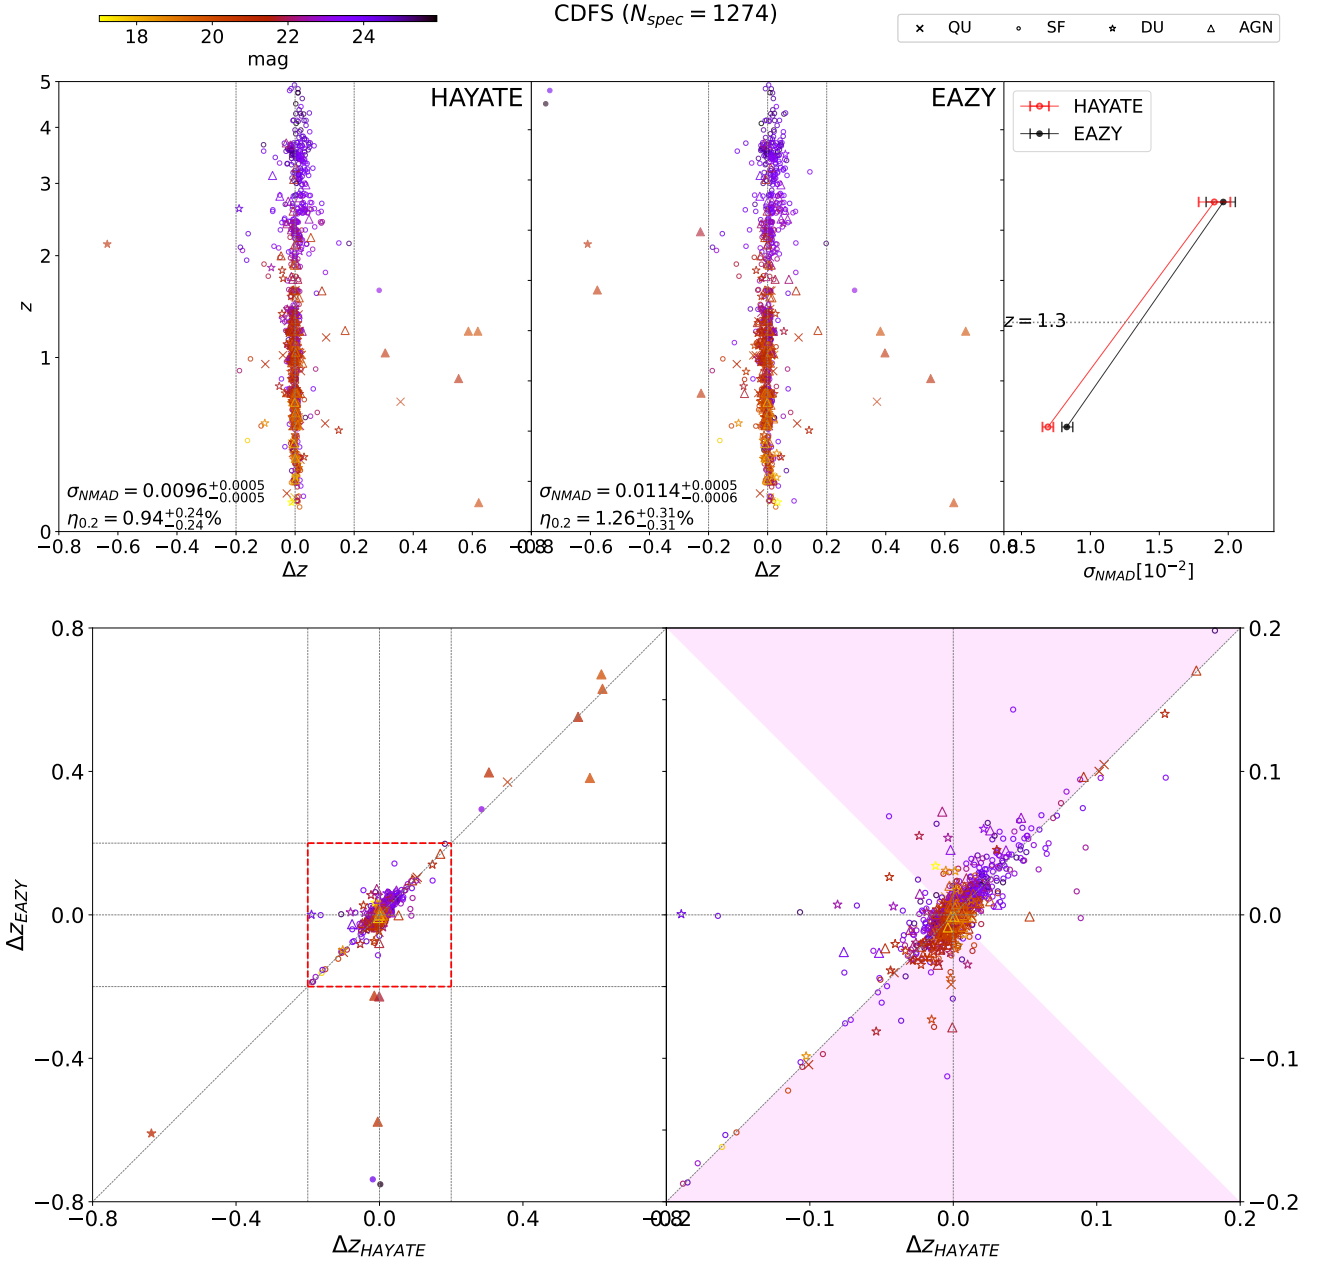 CDFS (N_spec = 1274)
18 20 22 24
mag
QU SF DU AGN
HAYATE
EAZY
HAYATE
EAZY
5
4
3
2
1
0
z
z = 1.3
σ_NMAD = 0.0096 +0.0005 −0.0005
η_0.2 = 0.94 +0.24 −0.24 %
σ_NMAD = 0.0114 +0.0005 −0.0006
η_0.2 = 1.26 +0.31 −0.31 %
−0.8 −0.6 −0.4 −0.2 0.0 0.2 0.4 0.6 −0.8 −0.6 −0.4 −0.2 0.0 0.2 0.4 0.6 0.8 0.5 1.0 1.5 2.0
Δz
Δz
σ_NMAD[10^−2]
0.8
0.4
0.0
−0.4
−0.8
Δz_EAZY
0.2
0.1
0.0
−0.1
−0.2
−0.8 −0.4 0.0 0.4 0.8 −0.2 −0.1 0.0 0.1 0.2
Δz_HAYATE
Δz_HAYATE